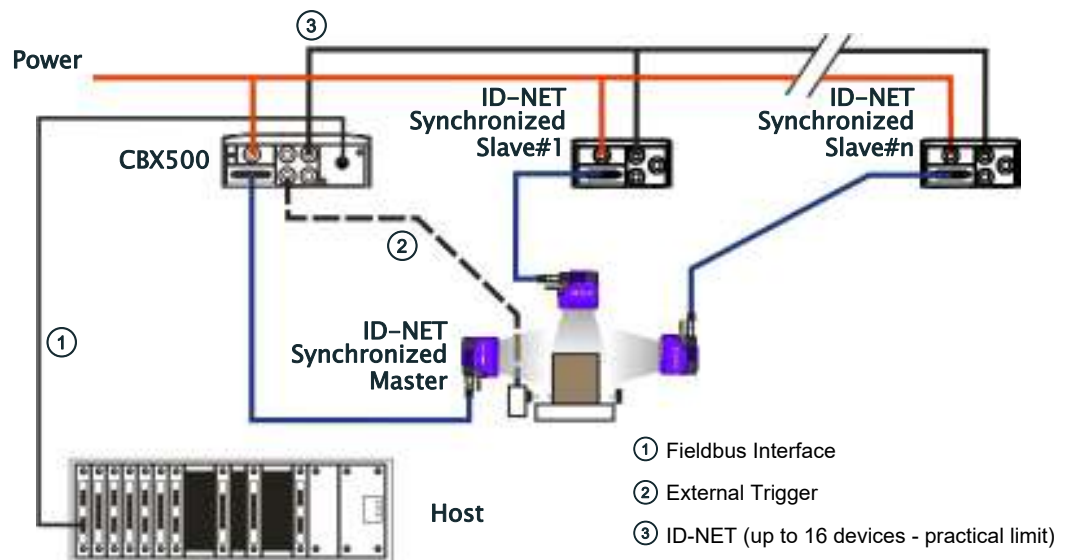 ③
Power
ID–NET
Synchronized
Slave#1
ID–NET
Synchronized
Slave#n
CBX500
②
①
ID–NET
Synchronized
Master
Host
① Fieldbus Interface
② External Trigger
③ ID-NET (up to 16 devices - practical limit)